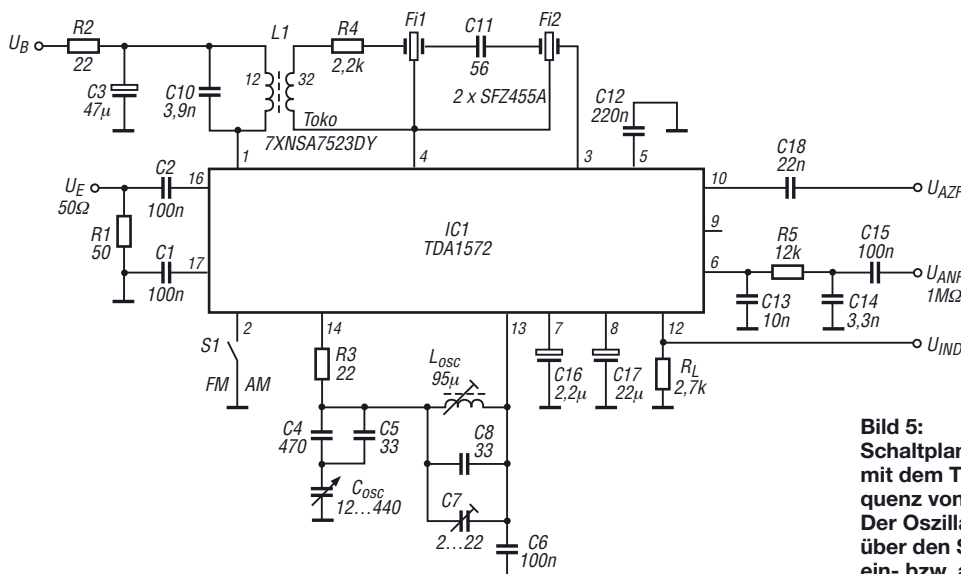 U_B
R2
22
C3
47µ
C10
3,9n
L1
12
32
Toko
7XNSA7523DY
R4
2,2k
Fi1
C11
56
Fi2
2 x SFZ455A
C12
220n
1
4
3
5
U_E
50Ω
R1
50
C2
100n
C1
100n
16
17
IC1
TDA1572
10
9
6
C18
22n
U_AZF
R5
12k
C15
100n
U_ANF
1MΩ
C13
10n
C14
3,3n
2
14
13
7
8
12
S1
FM AM
R3
22
L_osc
95µ
C4
470
C5
33
C_osc
12...440
C8
33
C7
2...22
C6
100n
C16
2,2µ
C17
22µ
R_L
2,7k
U_IND
Bild 5:
Schaltplan
mit dem T
quenz von
Der Oszilla
über den S
ein- bzw. a